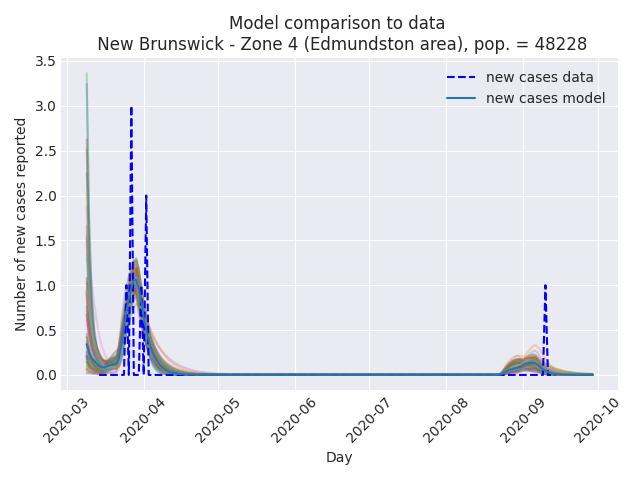 Model comparison to data
New Brunswick - Zone 4 (Edmundston area), pop. = 48228
new cases data
new cases model
Number of new cases reported
3.5
3.0
2.5
2.0
1.5
1.0
0.5
0.0
2020-03
2020-04
2020-05
2020-06
2020-07
2020-08
2020-09
2020-10
Day